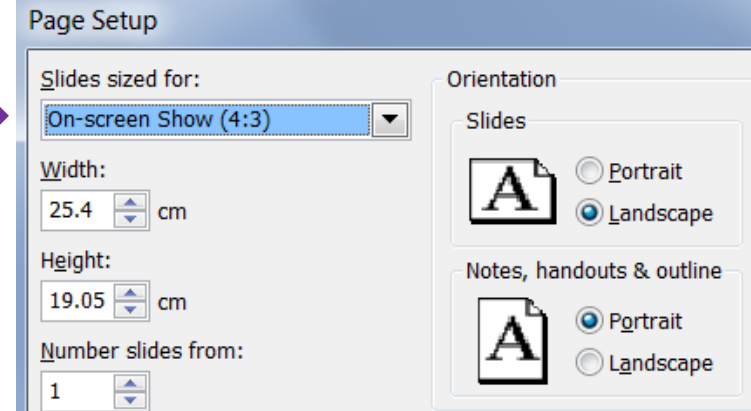 Page Setup
Slides sized for:
On-screen Show (4:3)
Width:
25.4 cm
Height:
19.05 cm
Number slides from:
1
Orientation
Slides
A
Portrait
Landscape
Notes, handouts & outline
A
Portrait
Landscape